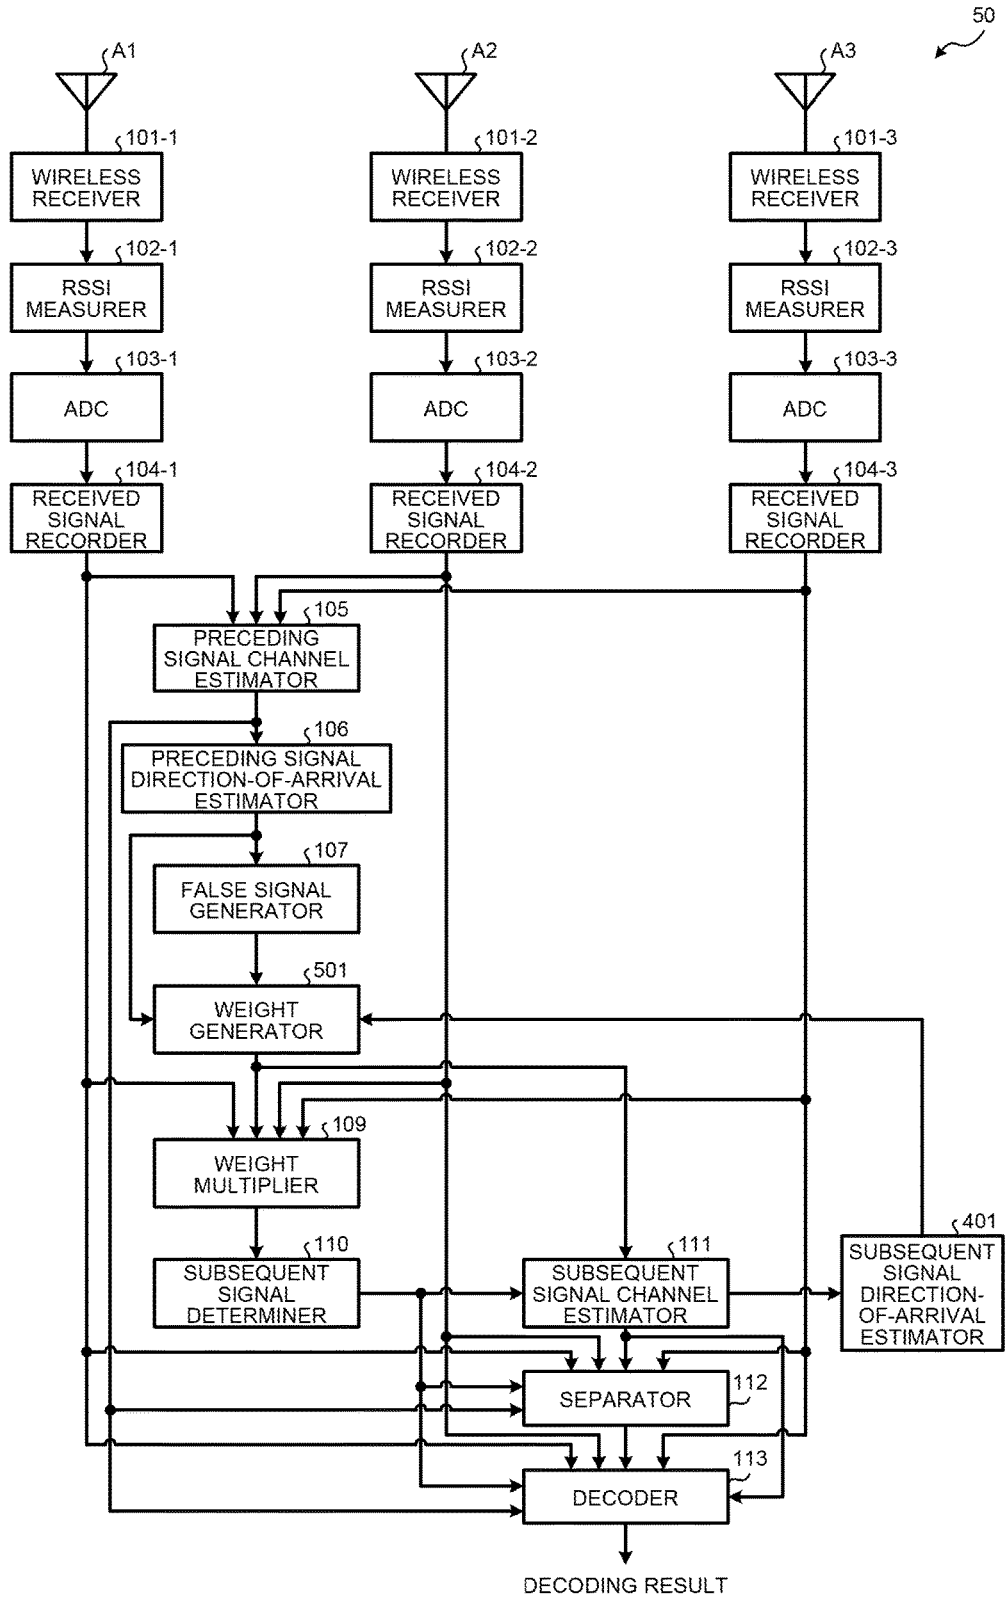 50
A1
A2
A3
101-1
101-2
101-3
WIRELESS
RECEIVER
WIRELESS
RECEIVER
WIRELESS
RECEIVER
102-1
102-2
102-3
RSSI
MEASURER
RSSI
MEASURER
RSSI
MEASURER
103-1
103-2
103-3
ADC
ADC
ADC
104-1
104-2
104-3
RECEIVED
SIGNAL
RECORDER
RECEIVED
SIGNAL
RECORDER
RECEIVED
SIGNAL
RECORDER
105
PRECEDING
SIGNAL CHANNEL
ESTIMATOR
106
PRECEDING SIGNAL
DIRECTION-OF-ARRIVAL
ESTIMATOR
107
FALSE SIGNAL
GENERATOR
501
WEIGHT
GENERATOR
109
WEIGHT
MULTIPLIER
110
SUBSEQUENT
SIGNAL
DETERMINER
111
SUBSEQUENT
SIGNAL CHANNEL
ESTIMATOR
401
SUBSEQUENT
SIGNAL
DIRECTION-
OF-ARRIVAL
ESTIMATOR
SEPARATOR
112
113
DECODER
DECODING RESULT